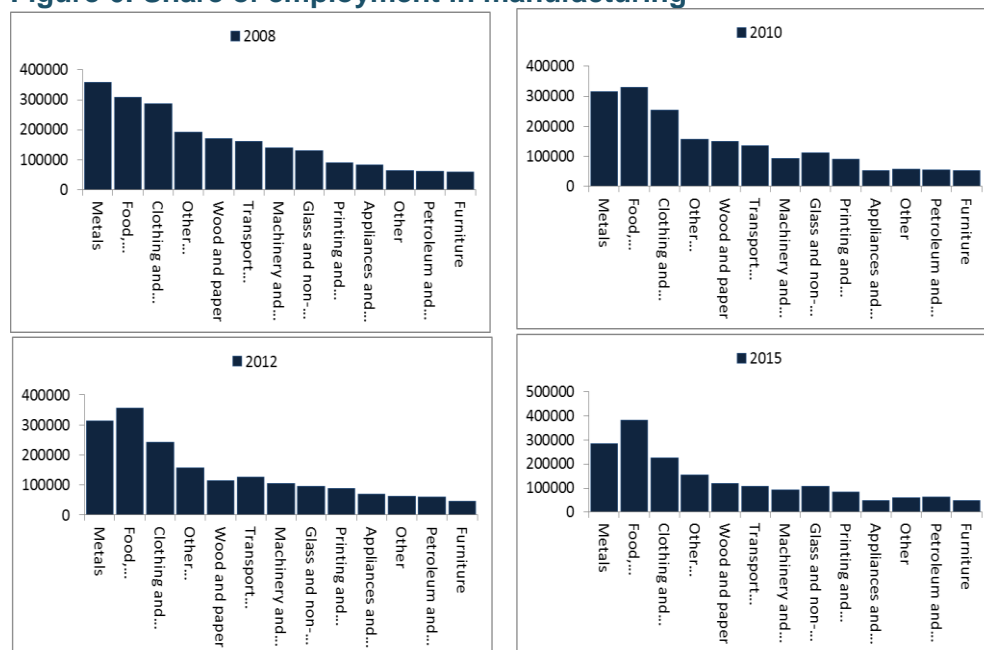 Figure Share of employment in manufacturing
2008
400000
300000
200000
100000
0
Metals
Food,
...
Clothing and
...
Other
...
Wood and paper
Transport
...
Machinery and
...
Glass and non-
...
Printing and
...
Appliances and
...
Other
Petroleum and
...
Furniture
2010
400000
300000
200000
100000
0
Metals
Food,
...
Clothing and
...
Other
...
Wood and paper
Transport
...
Machinery and
...
Glass and non-
...
Printing and
...
Appliances and
...
Other
Petroleum and
...
Furniture
2012
400000
300000
200000
100000
0
Metals
Food,
...
Clothing and
...
Other
...
Wood and paper
Transport
...
Machinery and
...
Glass and non-
...
Printing and
...
Appliances and
...
Other
Petroleum and
...
Furniture
2015
500000
400000
300000
200000
100000
0
Metals
Food,
...
Clothing and
...
Other
...
Wood and paper
Transport
...
Machinery and
...
Glass and non-
...
Printing and
...
Appliances and
...
Other
Petroleum and
...
Furniture